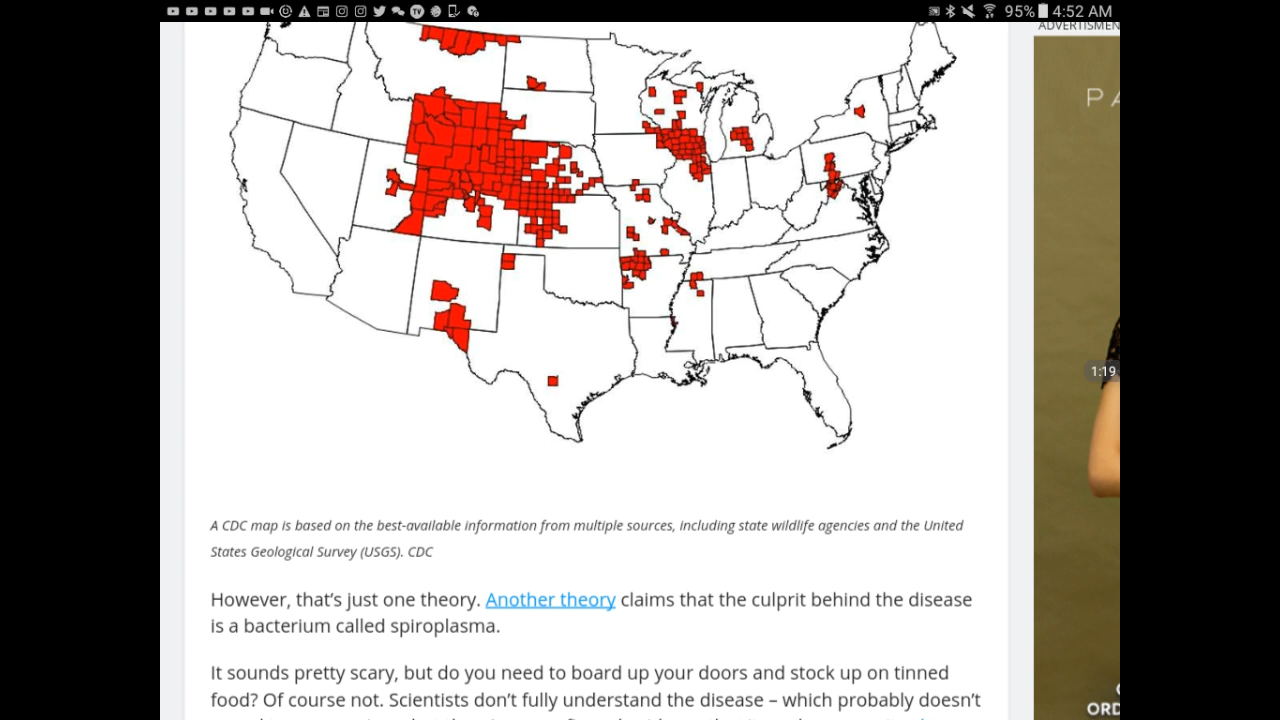 95% 4:52 AM
ADVERTISMEN
PA
1:19
A CDC map is based on the best-available information from multiple sources, including state wildlife agencies and the United
States Geological Survey (USGS). CDC
However, that's just one theory. Another theory claims that the culprit behind the disease
is a bacterium called spiroplasma.
It sounds pretty scary, but do you need to board up your doors and stock up on tinned
food? Of course not. Scientists don't fully understand the disease – which probably doesn't
ORD